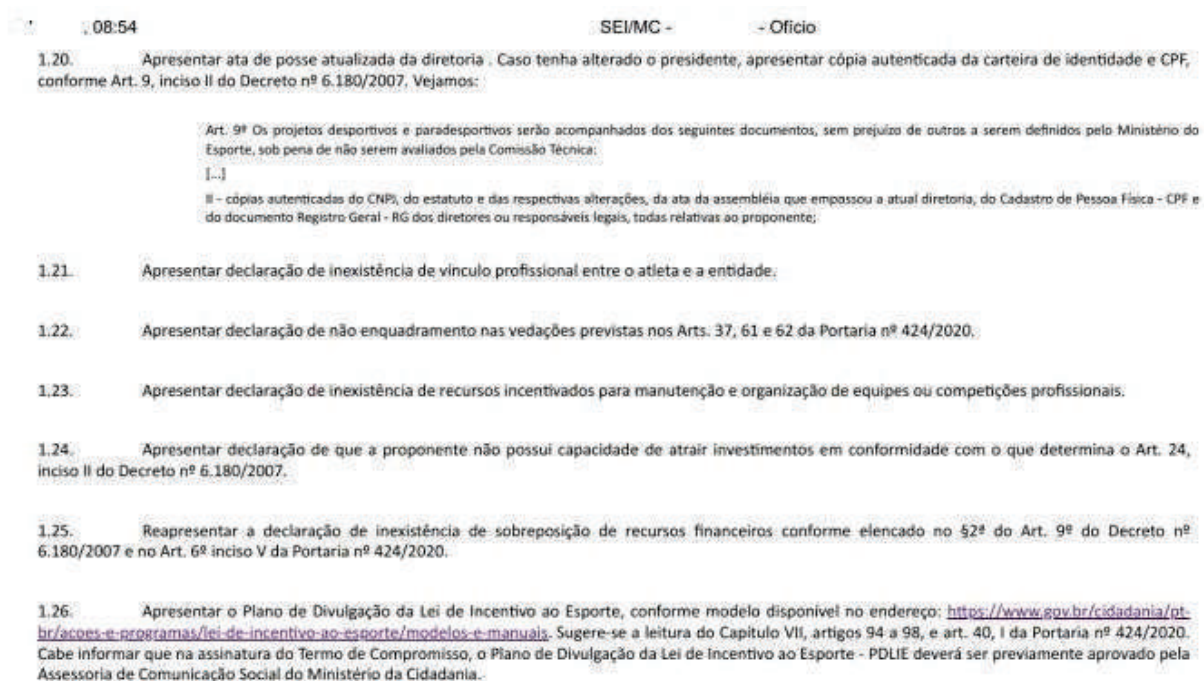 , 08:54 SEI/MC - - Ofício
1.20. Apresentar ata de posse atualizada da diretoria . Caso tenha alterado o presidente, apresentar cópia autenticada da carteira de identidade e CPF,
conforme Art. 9, inciso II do Decreto nº 6.180/2007. Vejamos:
Art. 9º Os projetos desportivos e paradesportivos serão acompanhados dos seguintes documentos, sem prejuízo de outros a serem definidos pelo Ministério do
Esporte, sob pena de não serem avaliados pela Comissão Técnica:
[...]
II - cópias autenticadas do CNPJ, do estatuto e das respectivas alterações, da ata da assembléia que empassou a atual diretoria, do Cadastro de Pessoa Física - CPF e
do documento Registro Geral - RG dos diretores ou responsáveis legais, todas relativas ao proponente;
1.21. Apresentar declaração de inexistência de vínculo profissional entre o atleta e a entidade.
1.22. Apresentar declaração de não enquadramento nas vedações previstas nos Arts. 37, 61 e 62 da Portaria nº 424/2020.
1.23. Apresentar declaração de inexistência de recursos incentivados para manutenção e organização de equipes ou competições profissionais.
1.24. Apresentar declaração de que a proponente não possui capacidade de atrair investimentos em conformidade com o que determina o Art. 24,
inciso II do Decreto nº 6.180/2007.
1.25. Reapresentar a declaração de inexistência de sobreposição de recursos financeiros conforme elencado no §2º do Art. 9º do Decreto nº
6.180/2007 e no Art. 6º inciso V da Portaria nº 424/2020.
1.26. Apresentar o Plano de Divulgação da Lei de Incentivo ao Esporte, conforme modelo disponível no endereço: https://www.gov.br/cidadania/pt-
br/acoes-e-programas/lei-de-incentivo-ao-esporte/modelos-e-manuais. Sugere-se a leitura do Capítulo VII, artigos 94 a 98, e art. 40, I da Portaria nº 424/2020.
Cabe informar que na assinatura do Termo de Compromisso, o Plano de Divulgação da Lei de Incentivo ao Esporte - PDLIE deverá ser previamente aprovado pela
Assessoria de Comunicação Social do Ministério da Cidadania.